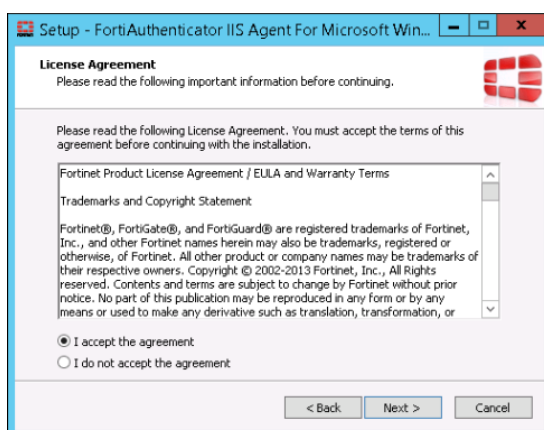 Setup - FortiAuthenticator IIS Agent For Microsoft Win...
License Agreement
Please read the following important information before continuing.
Please read the following License Agreement. You must accept the terms of this
agreement before continuing with the installation.
Fortinet Product License Agreement / EULA and Warranty Terms
Trademarks and Copyright Statement
Fortinet®, FortiGate®, and FortiGuard® are registered trademarks of Fortinet,
Inc., and other Fortinet names herein may also be trademarks, registered or
otherwise, of Fortinet. All other product or company names may be trademarks of
their respective owners. Copyright © 2002-2013 Fortinet, Inc., All Rights
reserved. Contents and terms are subject to change by Fortinet without prior
notice. No part of this publication may be reproduced in any form or by any
means or used to make any derivative such as translation, transformation, or
I accept the agreement
I do not accept the agreement
< Back
Next >
Cancel